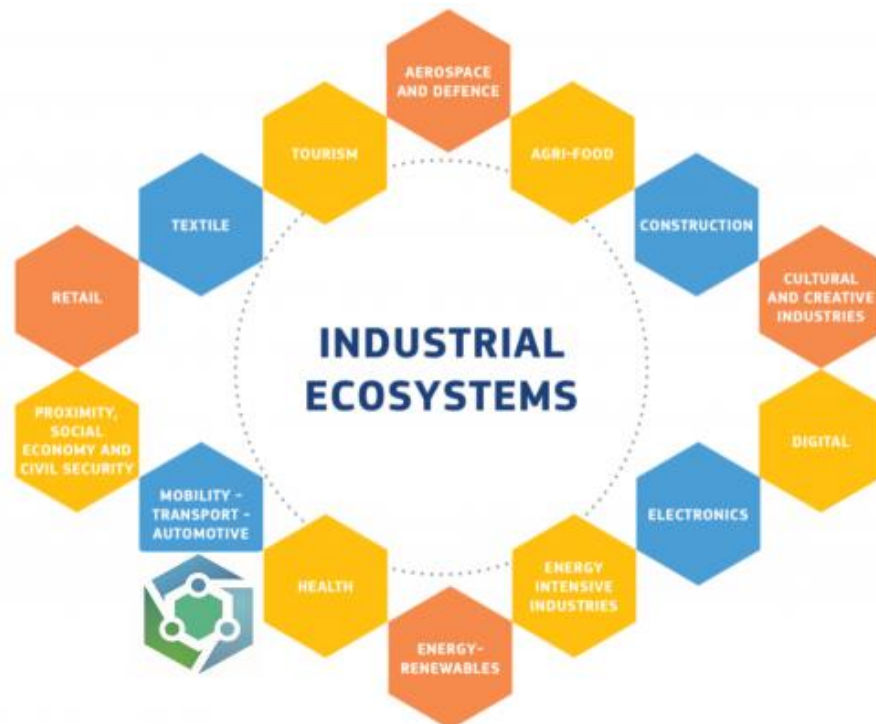 AEROSPACE
AND DEFENCE
TOURISM
AGRI-FOOD
TEXTILE
CONSTRUCTION
RETAIL
CULTURAL
AND CREATIVE
INDUSTRIES
INDUSTRIAL
ECOSYSTEMS
PROXIMITY,
SOCIAL
ECONOMY AND
CIVIL SECURITY
DIGITAL
MOBILITY -
TRANSPORT -
AUTOMOTIVE
ELECTRONICS
HEALTH
ENERGY
INTENSIVE
INDUSTRIES
ENERGY-
RENEWABLES